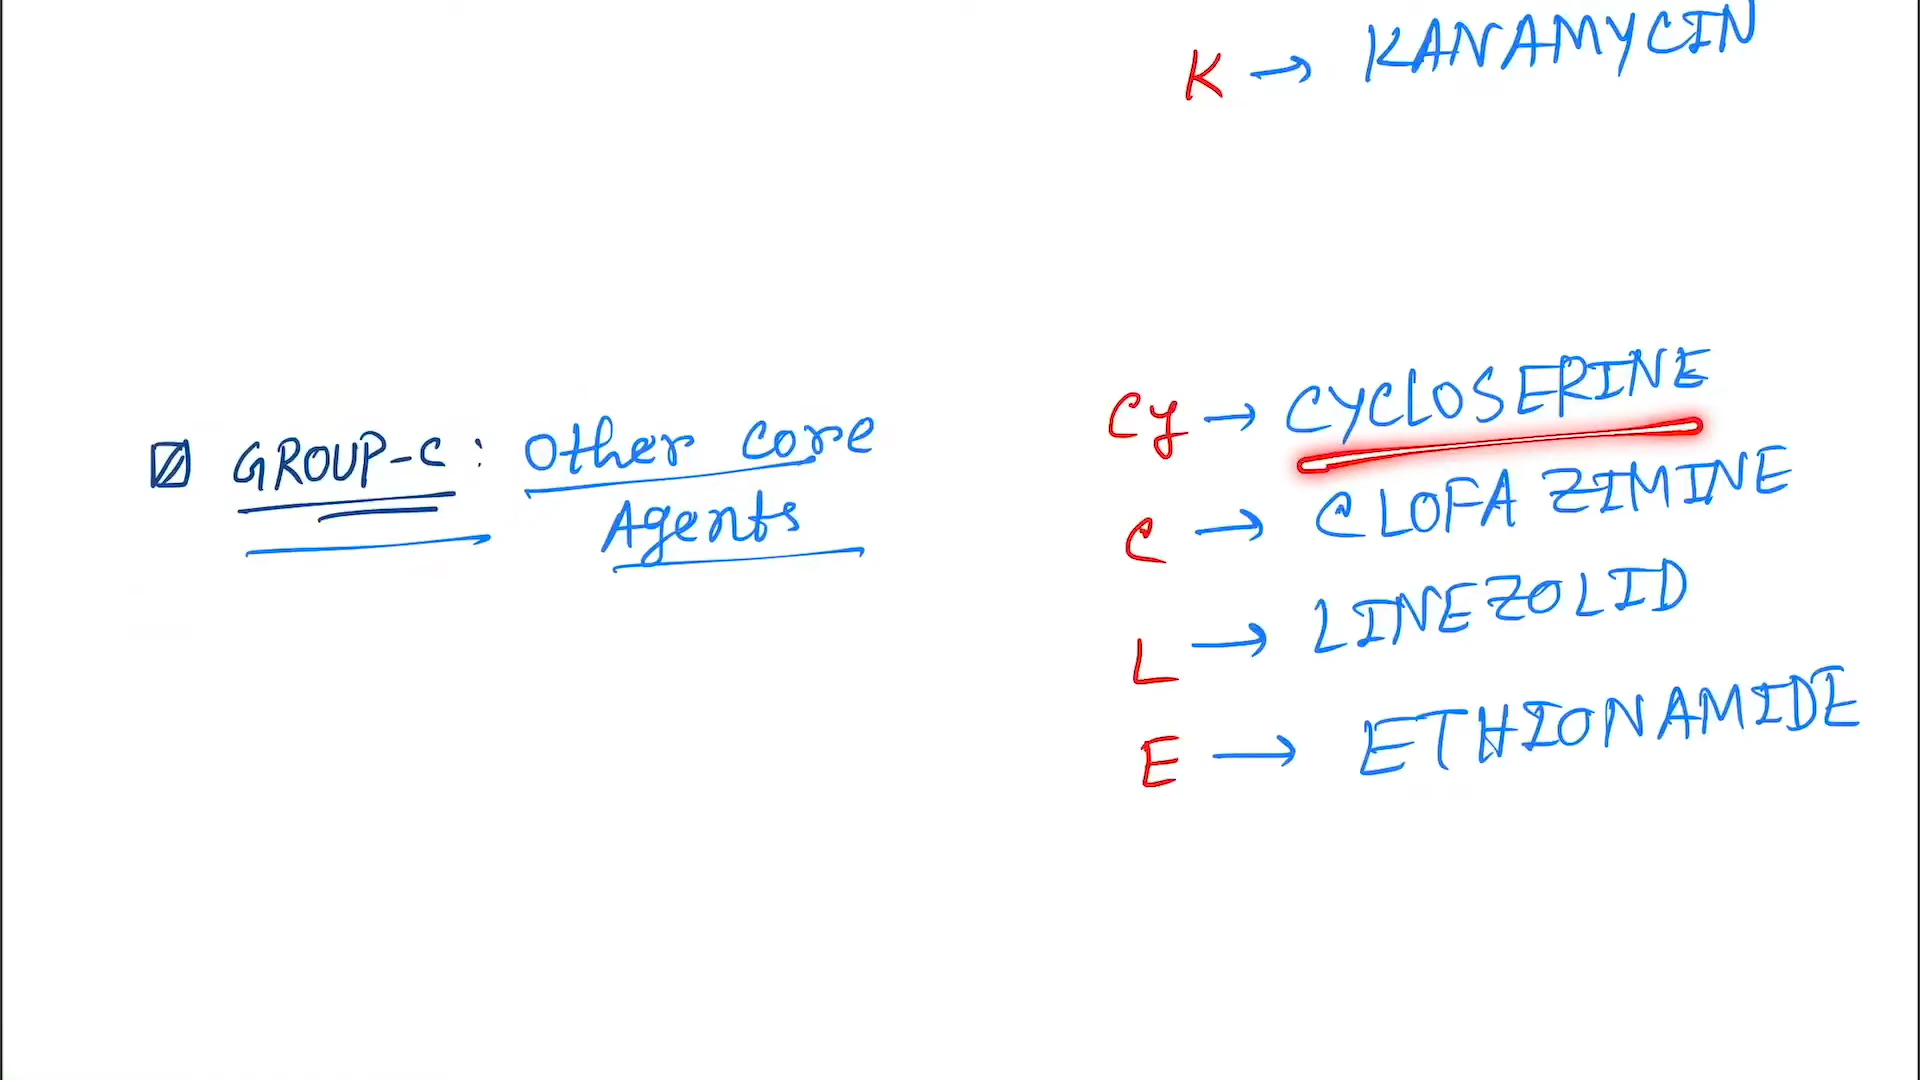 K → KANAMYCIN
GROUP-C : Other core
Agents
Cy → CYCLOSERINE
C → CLOFAZIMINE
L → LINEZOLID
E → ETHIONAMIDE